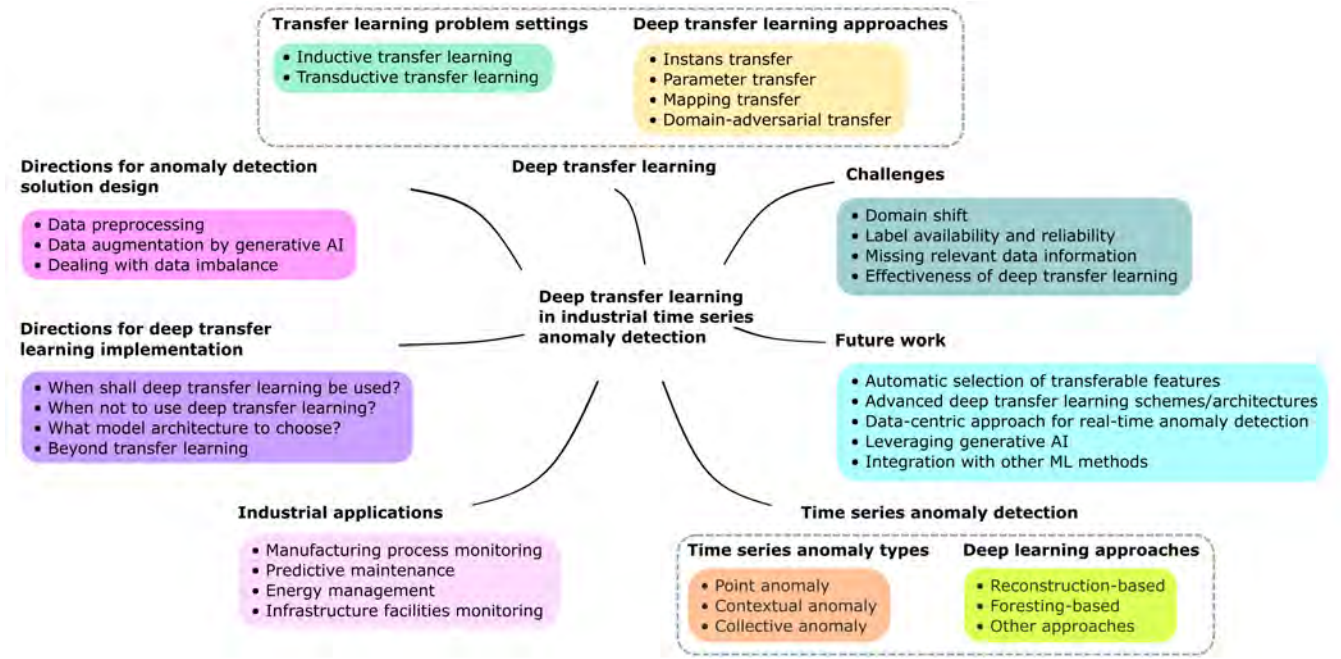 Transfer learning problem settings
• Inductive transfer learning
• Transductive transfer learning
Deep transfer learning approaches
• Instans transfer
• Parameter transfer
• Mapping transfer
• Domain-adversarial transfer
Deep transfer learning
Directions for anomaly detection
solution design
• Data preprocessing
• Data augmentation by generative AI
• Dealing with data imbalance
Challenges
• Domain shift
• Label availability and reliability
• Missing relevant data information
• Effectiveness of deep transfer learning
Deep transfer learning
in industrial time series
anomaly detection
Directions for deep transfer
learning implementation
• When shall deep transfer learning be used?
• When not to use deep transfer learning?
• What model architecture to choose?
• Beyond transfer learning
Future work
• Automatic selection of transferable features
• Advanced deep transfer learning schemes/architectures
• Data-centric approach for real-time anomaly detection
• Leveraging generative AI
• Integration with other ML methods
Industrial applications
• Manufacturing process monitoring
• Predictive maintenance
• Energy management
• Infrastructure facilities monitoring
Time series anomaly detection
Time series anomaly types
• Point anomaly
• Contextual anomaly
• Collective anomaly
Deep learning approaches
• Reconstruction-based
• Foresting-based
• Other approaches